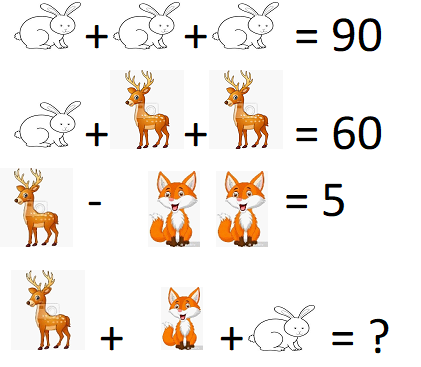 + + = 90
+ + = 60
- = 5
+ + = ?